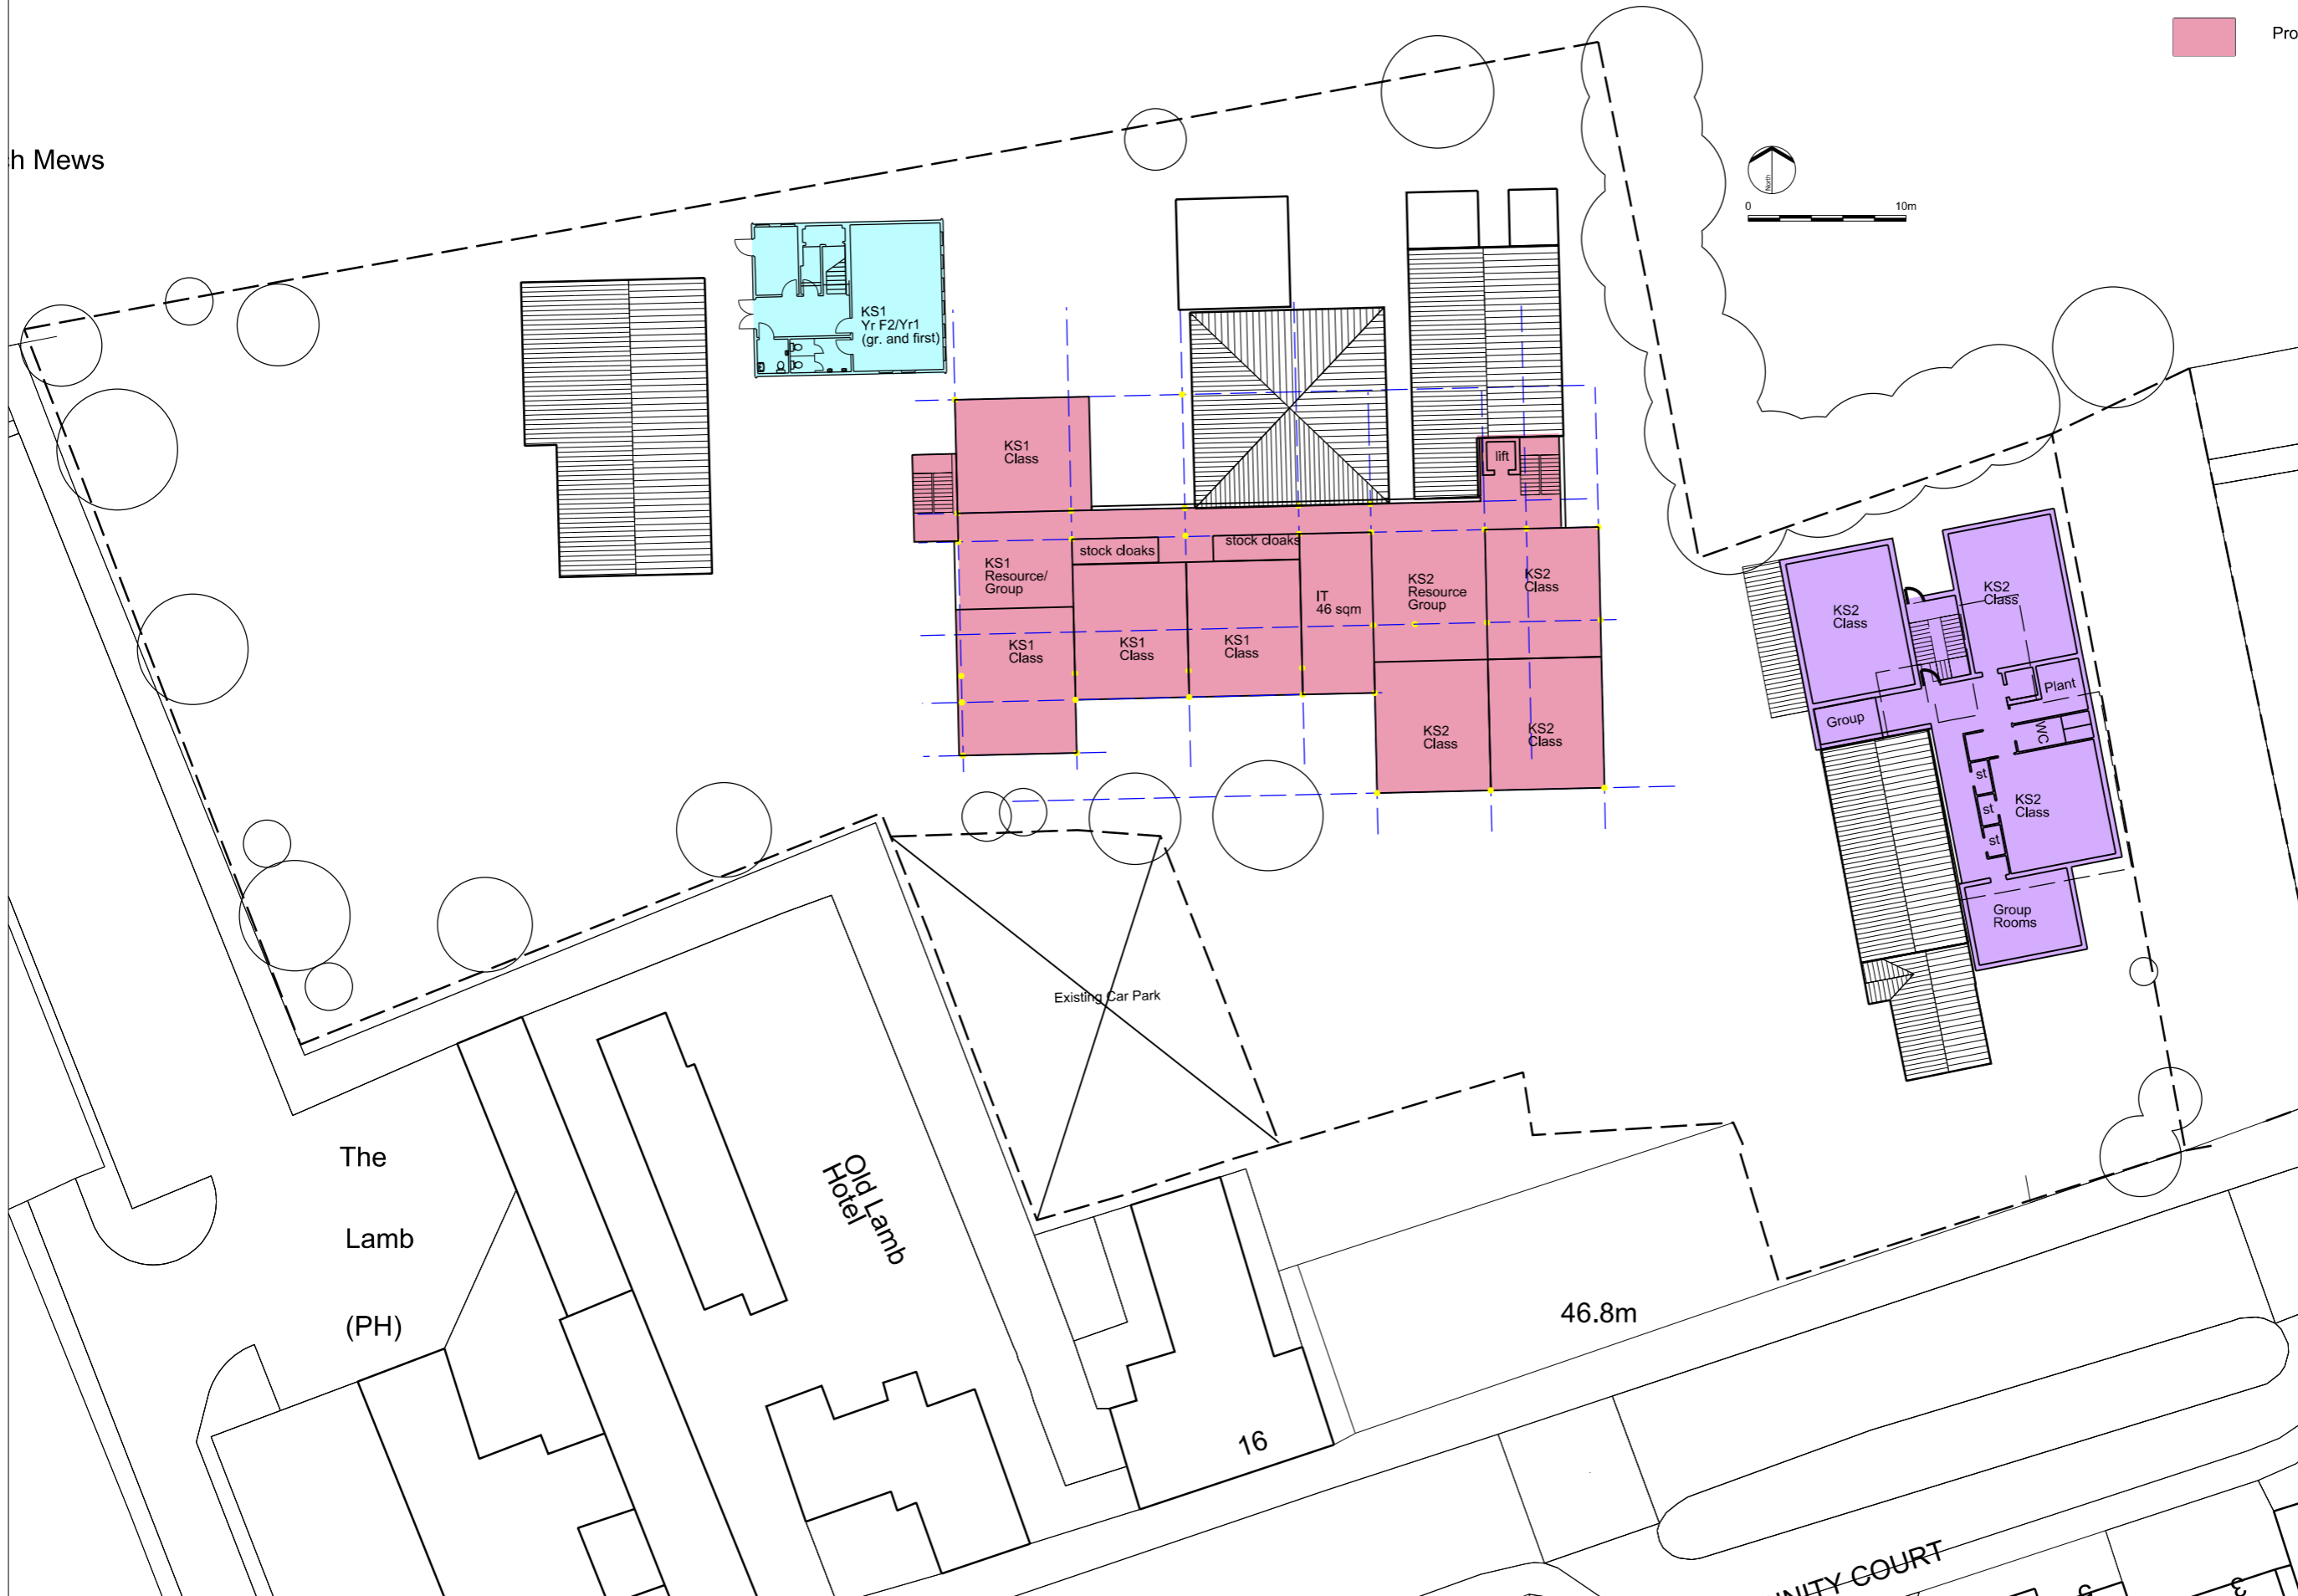 Pro
h Mews
North
0
10m
KS1
Yr F2/Yr1
(gr. and first)
KS1
Class
lift
stock cloaks
stock cloaks
KS1
Resource/
Group
IT
46 sqm
KS2
Resource
Group
KS2
Class
KS1
Class
KS1
Class
KS1
Class
KS2
Class
KS2
Class
KS2
Class
KS2
Class
Plant
Group
WC
st
st
st
KS2
Class
Group
Rooms
Existing Car Park
The
Lamb
(PH)
Old Lamb
Hotel
46.8m
16
INITY COURT